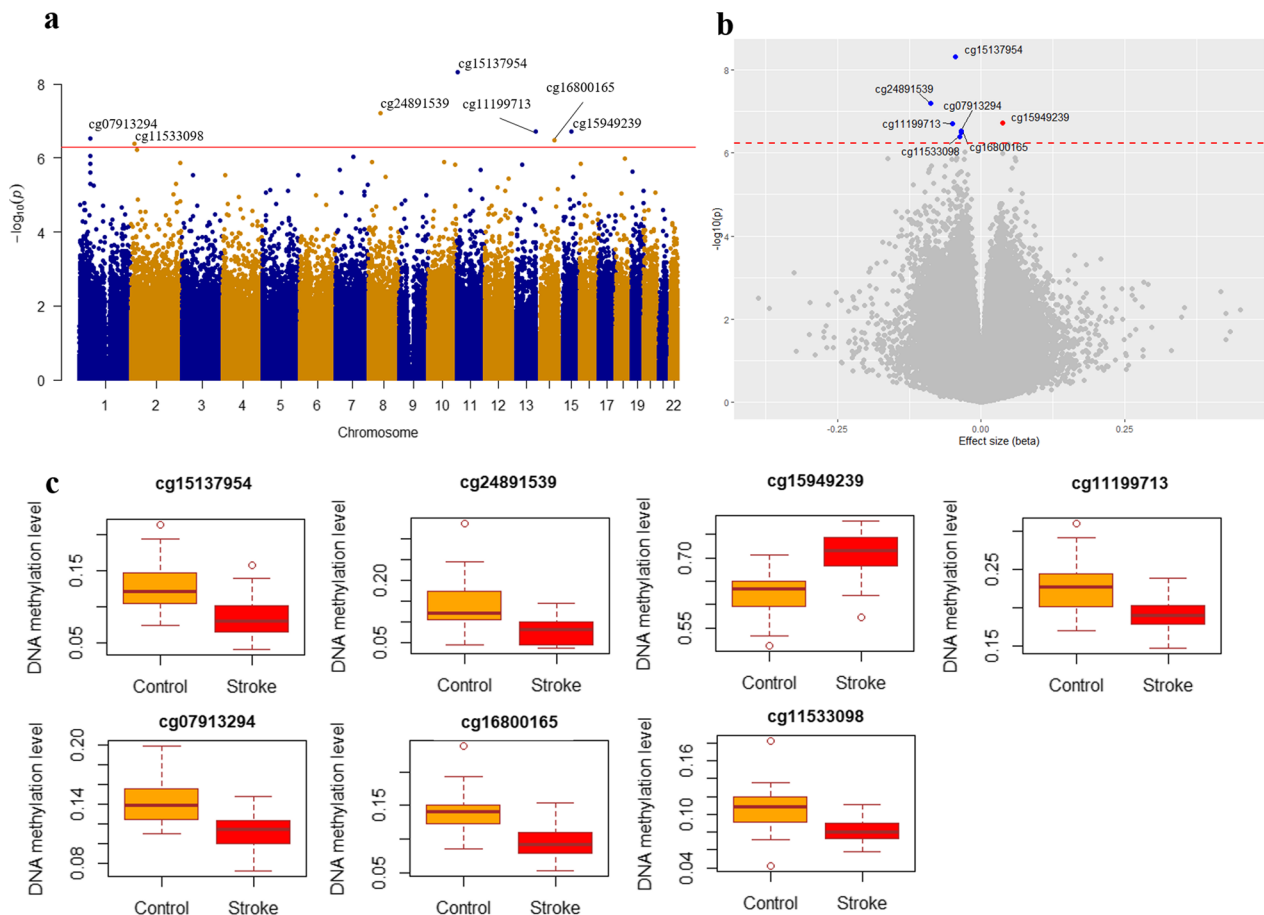 a
cg15137954
cg16800165
cg24891539
cg11199713
cg07913294
cg15949239
cg11533098
8
6
4
2
0
−log10(p)
1 2 3 4 5 6 7 8 9 10 11 12 13 15 17 19 22
Chromosome
b
cg15137954
cg24891539
cg07913294
cg15949239
cg11199713
cg11533098
cg16800165
8
6
4
2
0
-log10(p)
-0.25 0.00 0.25
Effect size (beta)
c
cg15137954
DNA methylation level
0.15
0.05
Control Stroke
cg24891539
DNA methylation level
0.20
0.05
Control Stroke
cg15949239
DNA methylation level
0.70
0.55
Control Stroke
cg11199713
DNA methylation level
0.25
0.15
Control Stroke
cg07913294
DNA methylation level
0.20
0.14
0.08
Control Stroke
cg16800165
DNA methylation level
0.15
0.05
Control Stroke
cg11533098
DNA methylation level
0.16
0.10
0.04
Control Stroke